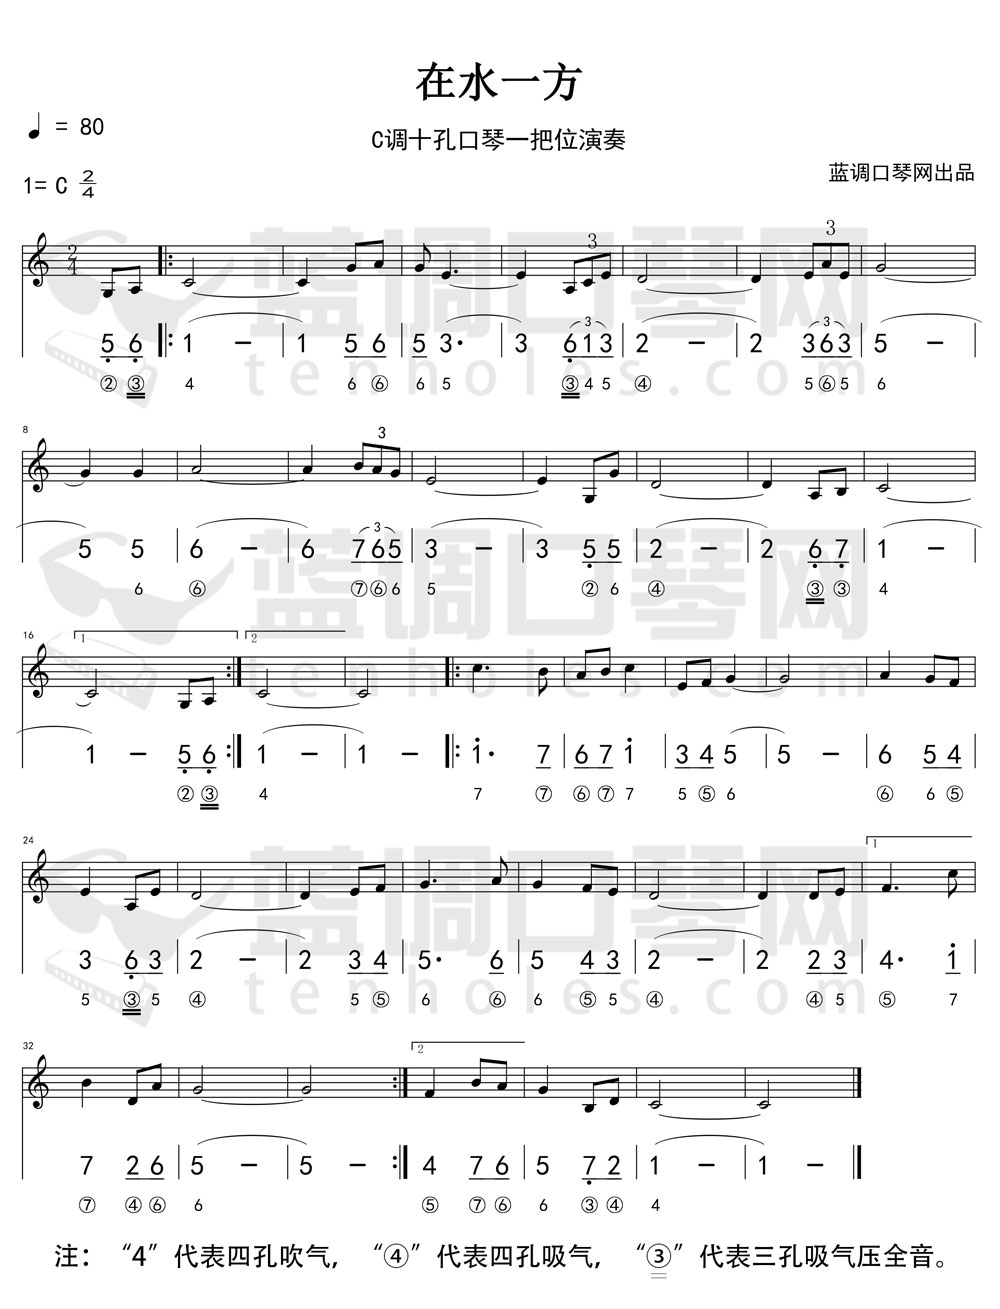 在水一方
♩ = 80
C调十孔口琴一把位演奏
1= C 2/4
蓝调口琴网出品
3 3
5 6 1 - 1 5 6 5 3· 3 6 1 3 2 - 2 3 6 3 5 -
② ③ 4 6 ⑥ 6 5 ③ 4 5 ④ 5 ⑥ 5 6
8
3
5 5 6 - 6 7 6 5 3 - 3 5 5 2 - 2 6 7 1 -
6 ⑥ ⑦ ⑥ 6 5 ② 6 ④ ③ ③ 4
16 1 2
1 - 5 6 1 - 1 - 1· 7 6 7 1 3 4 5 5 - 6 5 4
② ③ 4 7 ⑦ ⑥ ⑦ 7 5 ⑤ 6 ⑥ 6 ⑤
24 1
3 6 3 2 - 2 3 4 5· 6 5 4 3 2 - 2 2 3 4· 1
5 ③ 5 ④ 5 ⑤ 6 ⑥ 6 ⑤ 5 ④ ④ 5 ⑤ 7
32 2
7 2 6 5 - 5 - 4 7 6 5 7 2 1 - 1 -
⑦ ④ ⑥ 6 ⑤ ⑦ ⑥ 6 ③ ④ 4
注：“4”代表四孔吹气，“④”代表四孔吸气，“③”代表三孔吸气压全音。
蓝调口琴网
tenholes.com